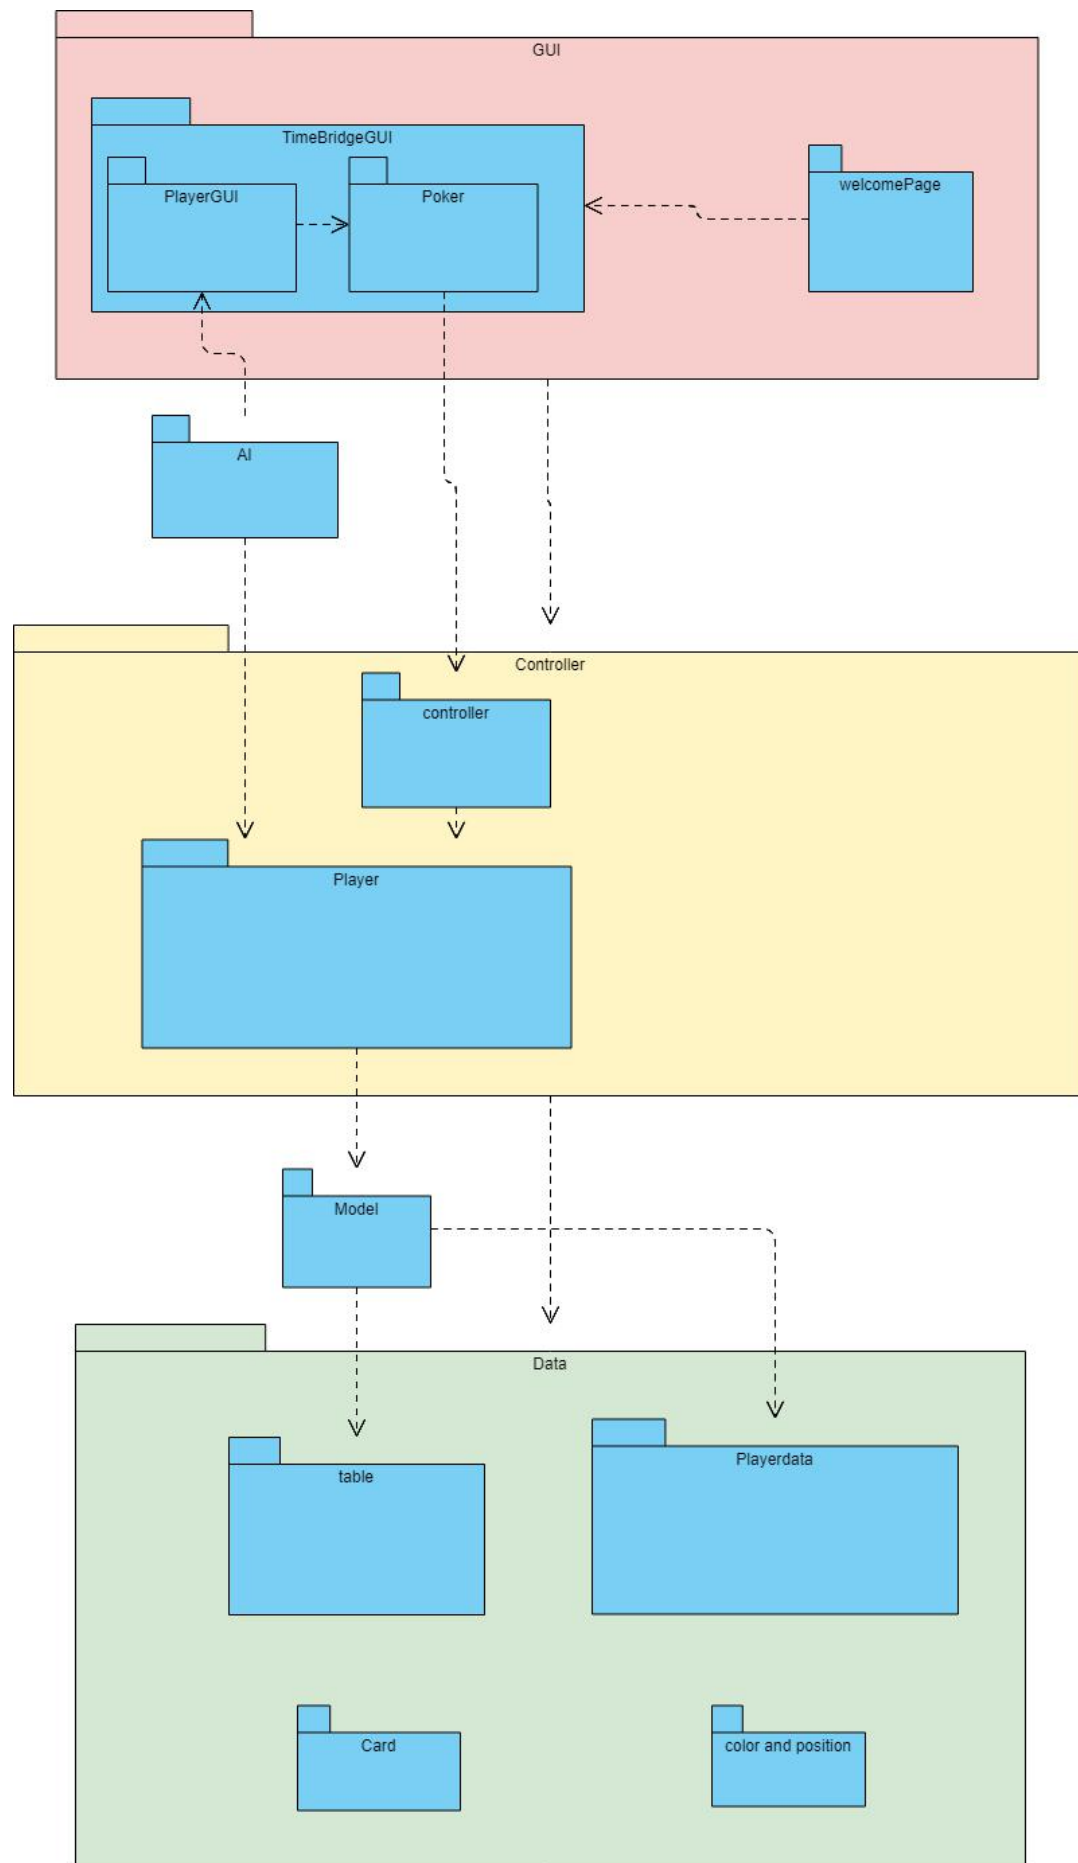 GUI
TimeBridgeGUI
PlayerGUI
Poker
welcomePage
AI
Controller
controller
Player
Model
Data
table
Playerdata
Card
color and position